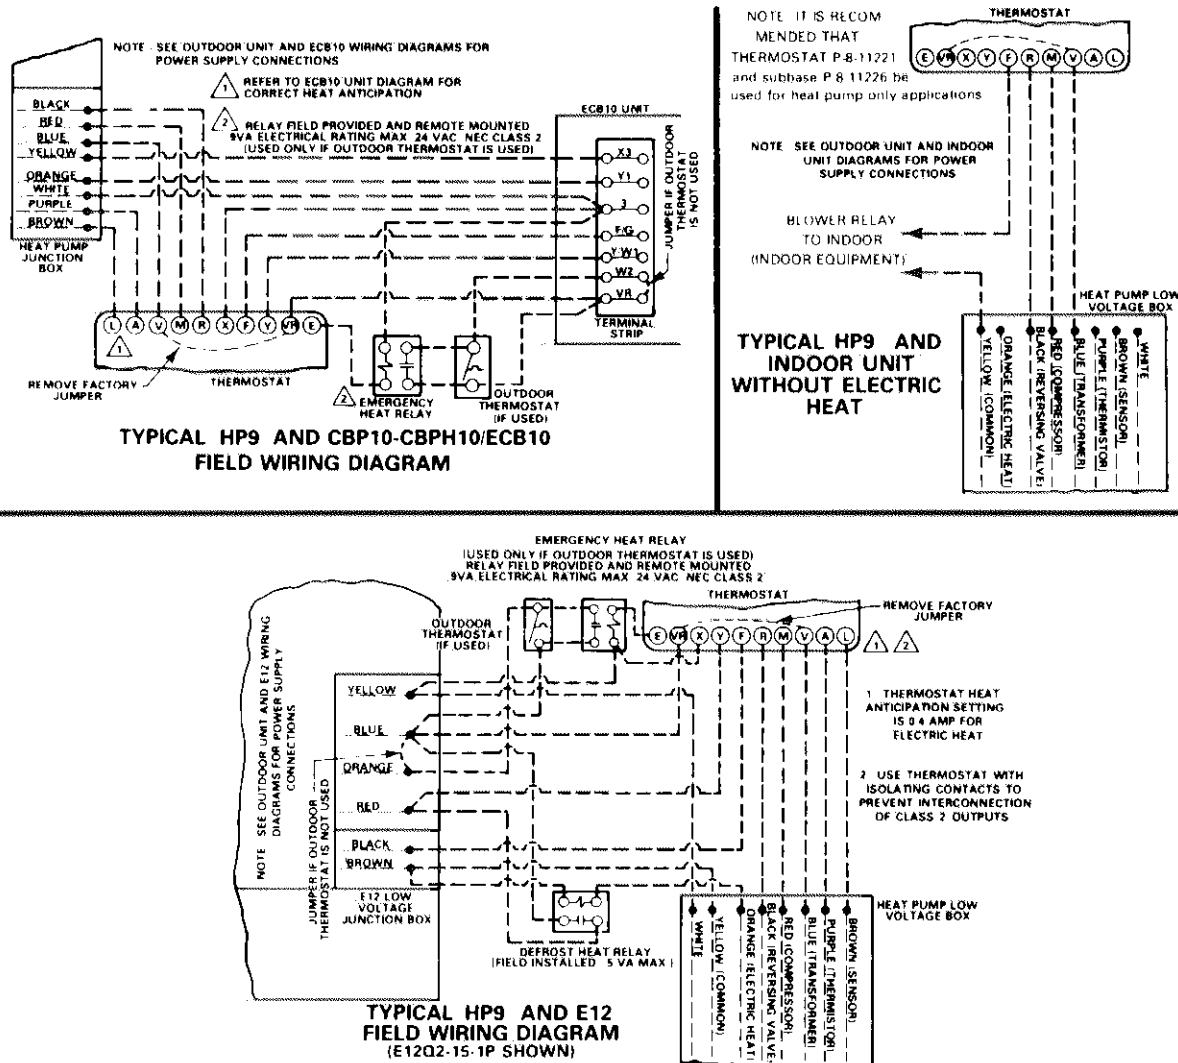 NOTE - SEE OUTDOOR UNIT AND ECB10 WIRING DIAGRAMS FOR
POWER SUPPLY CONNECTIONS
1 REFER TO ECB10 UNIT DIAGRAM FOR
CORRECT HEAT ANTICIPATION
2 RELAY FIELD PROVIDED AND REMOTE MOUNTED
9VA ELECTRICAL RATING MAX 24 VAC NEC CLASS 2
(USED ONLY IF OUTDOOR THERMOSTAT IS USED)
BLACK
RED
BLUE
YELLOW
ORANGE
WHITE
PURPLE
BROWN
HEAT PUMP
JUNCTION
BOX
ECB10 UNIT
X3
Y1
3
F/G
Y/W1
W2
VR
TERMINAL
STRIP
JUMPER IF OUTDOOR
THERMOSTAT
IS NOT USED
L A V M R X F Y VR E
1
REMOVE FACTORY
JUMPER
THERMOSTAT
2
EMERGENCY
HEAT RELAY
OUTDOOR
THERMOSTAT
(IF USED)
TYPICAL HP9 AND CBP10-CBPH10/ECB10
FIELD WIRING DIAGRAM
NOTE IT IS RECOM
MENDED THAT
THERMOSTAT P-8-11221
and subbase P 8 11226 be
used for heat pump only applications
THERMOSTAT
E VR X Y F R M V A L
NOTE SEE OUTDOOR UNIT AND INDOOR
UNIT DIAGRAMS FOR POWER
SUPPLY CONNECTIONS
BLOWER RELAY
TO INDOOR
(INDOOR EQUIPMENT)
HEAT PUMP LOW
VOLTAGE BOX
YELLOW (COMMON)
ORANGE (ELECTRIC HEAT)
BLACK (REVERSING VALVE)
RED (COMPRESSOR)
BLUE (TRANSFORMER)
PURPLE (THERMISTOR)
BROWN (SENSOR)
WHITE
TYPICAL HP9 AND
INDOOR UNIT
WITHOUT ELECTRIC
HEAT
EMERGENCY HEAT RELAY
(USED ONLY IF OUTDOOR THERMOSTAT IS USED)
RELAY FIELD PROVIDED AND REMOTE MOUNTED
9VA ELECTRICAL RATING MAX 24 VAC NEC CLASS 2
THERMOSTAT
REMOVE FACTORY
JUMPER
OUTDOOR
THERMOSTAT
(IF USED)
E VR X Y F R M V A L
1 2
NOTE SEE OUTDOOR UNIT AND E12 WIRING
DIAGRAMS FOR POWER SUPPLY
CONNECTIONS
JUMPER IF OUTDOOR
THERMOSTAT IS NOT USED
YELLOW
BLUE
ORANGE
RED
BLACK
BROWN
E12 LOW
VOLTAGE
JUNCTION BOX
1 THERMOSTAT HEAT
ANTICIPATION SETTING
IS 0 4 AMP FOR
ELECTRIC HEAT
2 USE THERMOSTAT WITH
ISOLATING CONTACTS TO
PREVENT INTERCONNECTION
OF CLASS 2 OUTPUTS
DEFROST HEAT RELAY
(FIELD INSTALLED 5 VA MAX )
HEAT PUMP LOW
VOLTAGE BOX
WHITE
YELLOW (COMMON)
ORANGE (ELECTRIC HEAT)
BLACK (REVERSING VALVE)
RED (COMPRESSOR)
BLUE (TRANSFORMER)
PURPLE (THERMISTOR)
BROWN (SENSOR)
TYPICAL HP9 AND E12
FIELD WIRING DIAGRAM
(E12Q2-15-1P SHOWN)